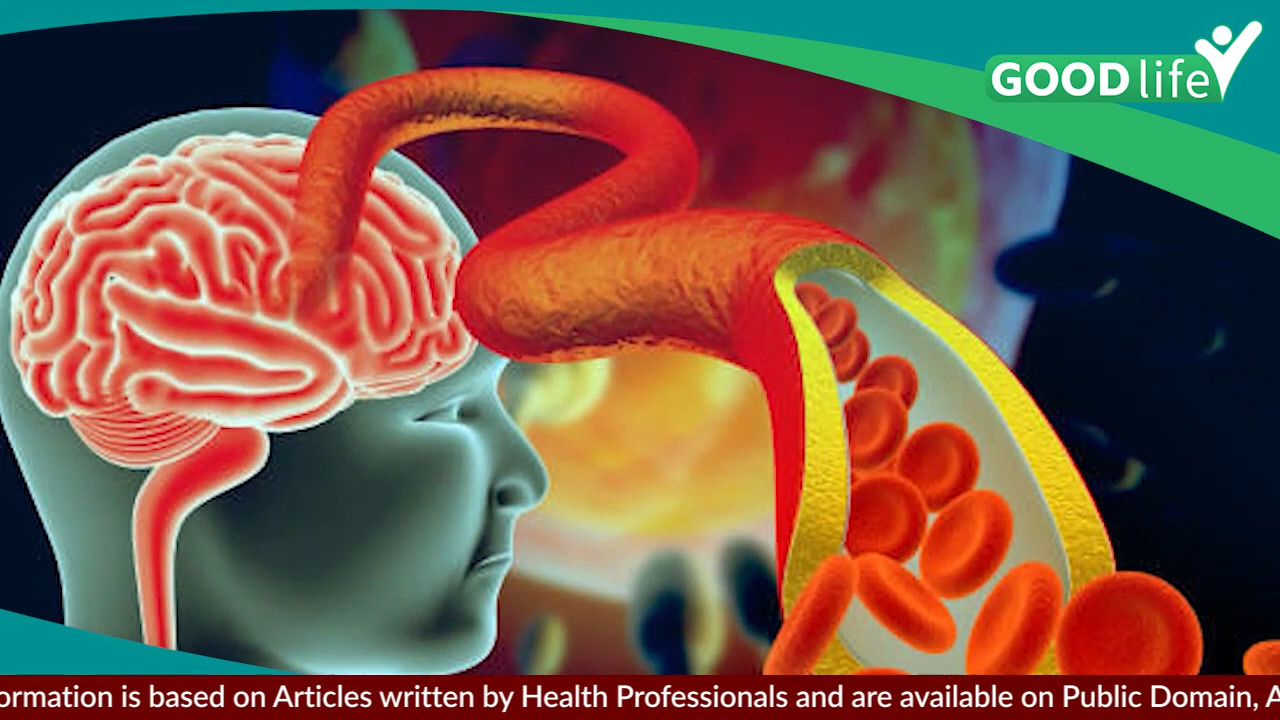 GOOD life
ormation is based on Articles written by Health Professionals and are available on Public Domain, A